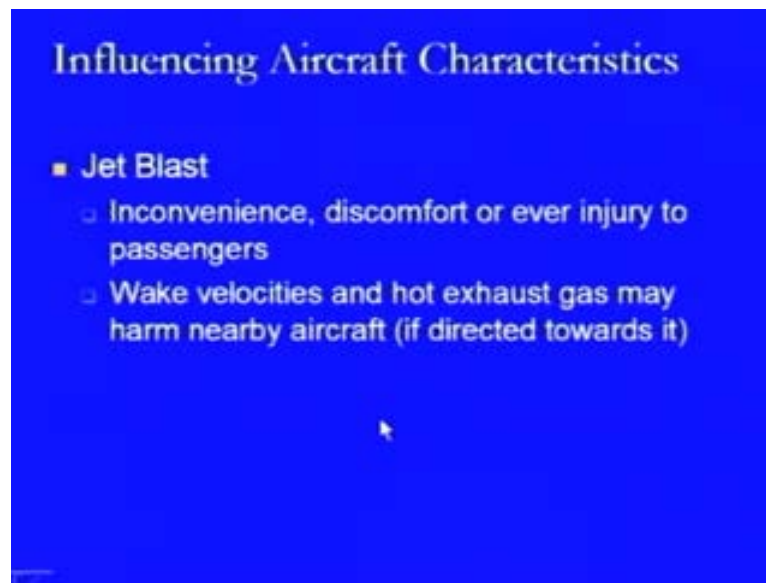 Influencing Aircraft Characteristics
Jet Blast
Inconvenience, discomfort or ever injury to
passengers
Wake velocities and hot exhaust gas may
harm nearby aircraft (if directed towards it)